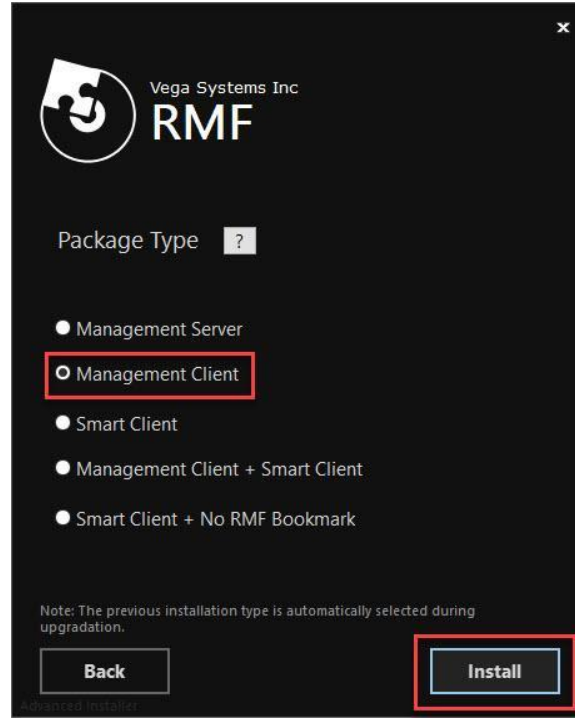 x
Vega Systems Inc
RMF
Package Type ?
Management Server
Management Client
Smart Client
Management Client + Smart Client
Smart Client + No RMF Bookmark
Note: The previous installation type is automatically selected during
upgradation.
Back Install
Advanced Installer